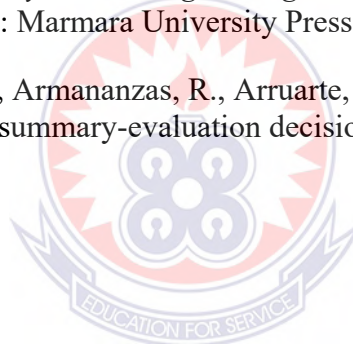 : Marmara University Press
, Armananzas, R., Arruarte,
summary-evaluation decisio
EDUCATION FOR SERVICE